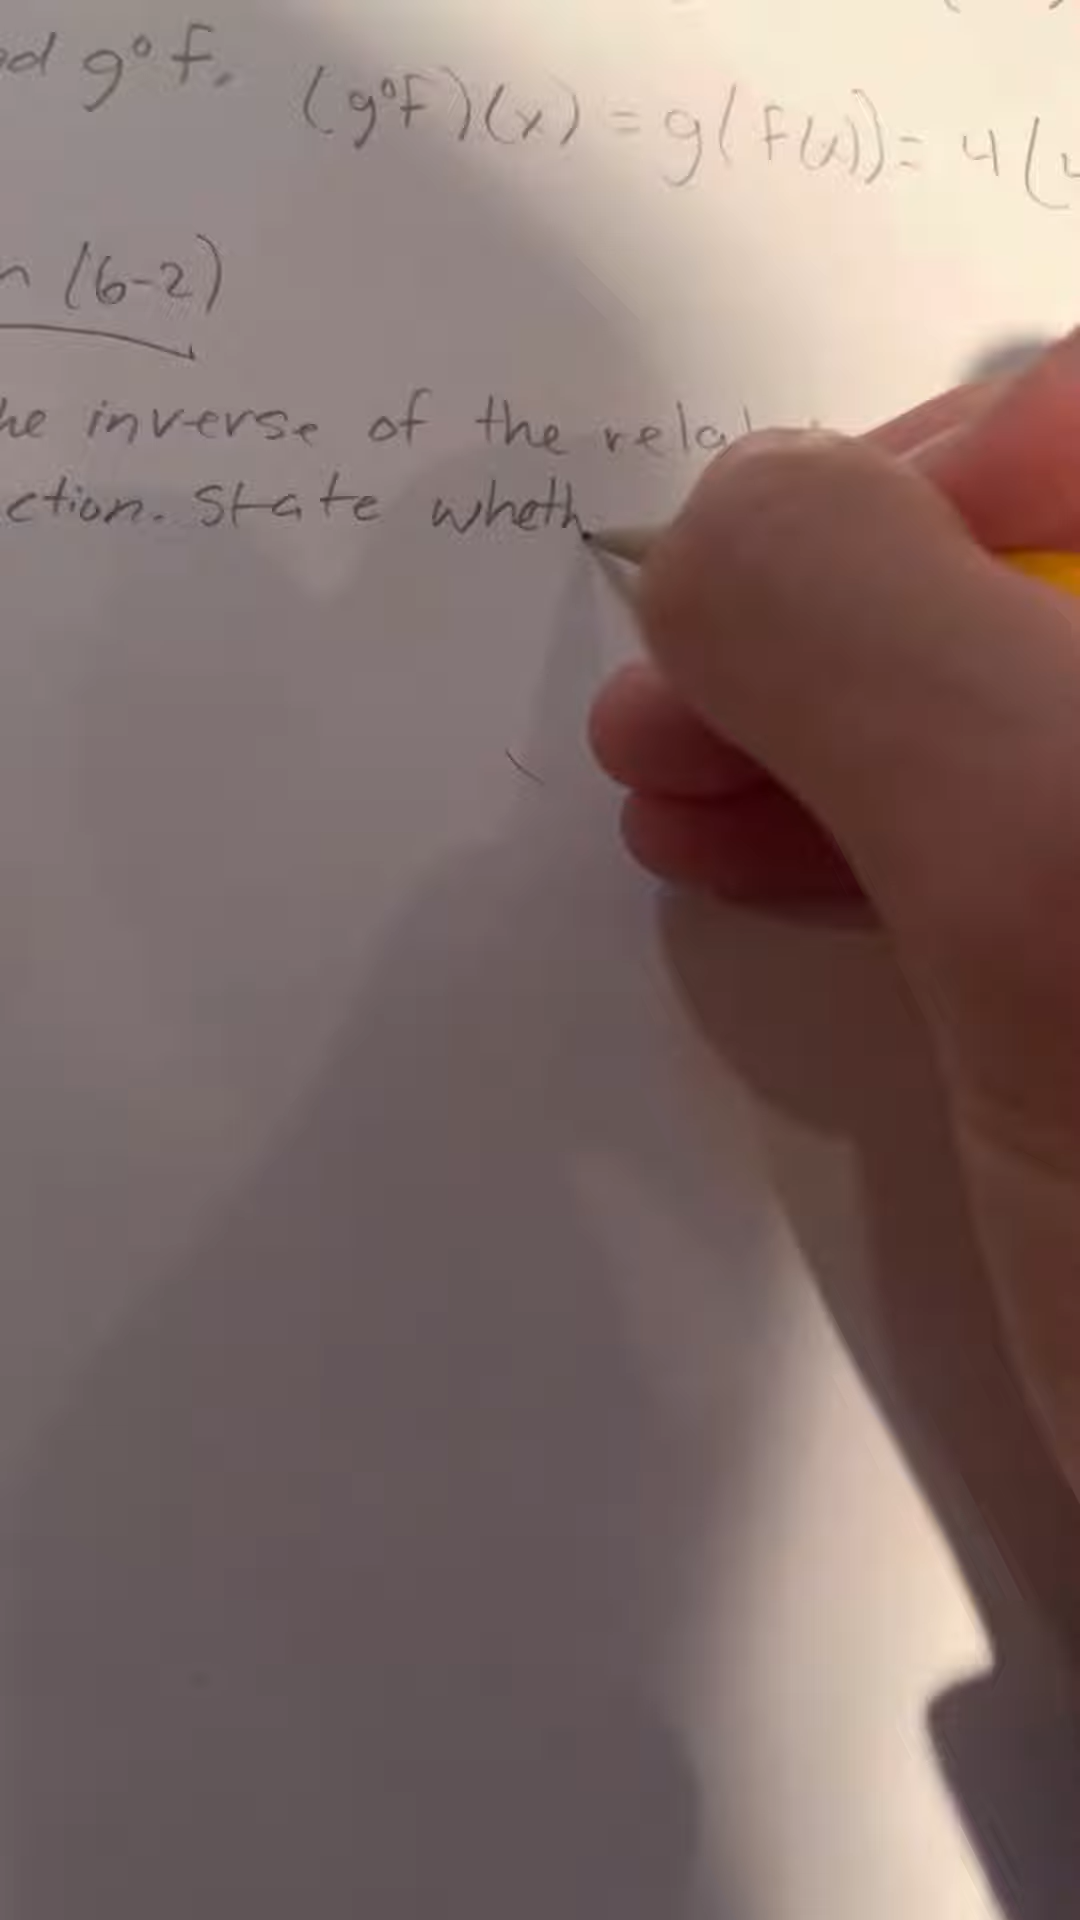 g°f. (g°f)(x) = g(f(x)) = 4(
(6-2)
he inverse of the rela
ction. State wheth